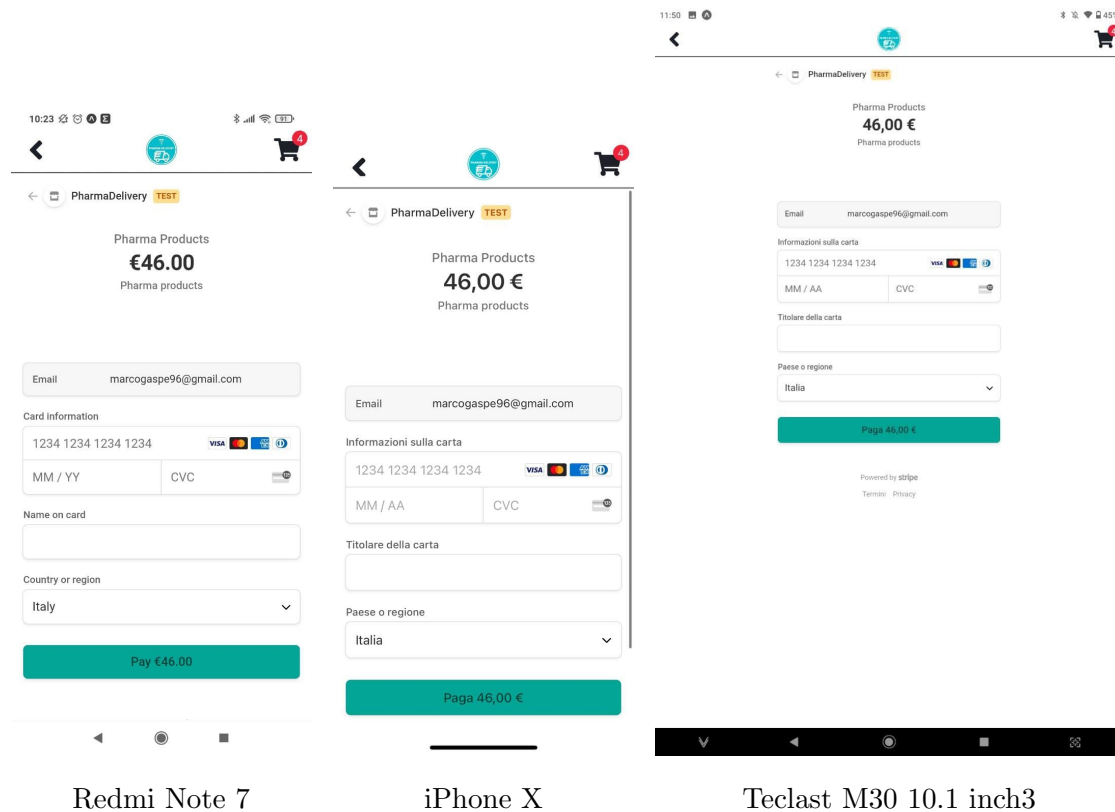 10:23
91
4
PharmaDelivery TEST
Pharma Products
€46.00
Pharma products
Email marcogaspe96@gmail.com
Card information
1234 1234 1234 1234 VISA
MM / YY CVC
Name on card
Country or region
Italy
Pay €46.00
Redmi Note 7
4
PharmaDelivery TEST
Pharma Products
46,00 €
Pharma products
Email marcogaspe96@gmail.com
Informazioni sulla carta
1234 1234 1234 1234 VISA
MM / AA CVC
Titolare della carta
Paese o regione
Italia
Paga 46,00 €
iPhone X
11:50 45%
4
PharmaDelivery TEST
Pharma Products
46,00 €
Pharma products
Email marcogaspe96@gmail.com
Informazioni sulla carta
1234 1234 1234 1234 VISA
MM / AA CVC
Titolare della carta
Paese o regione
Italia
Paga 46,00 €
Powered by stripe
Termini Privacy
Teclast M30 10.1 inch3